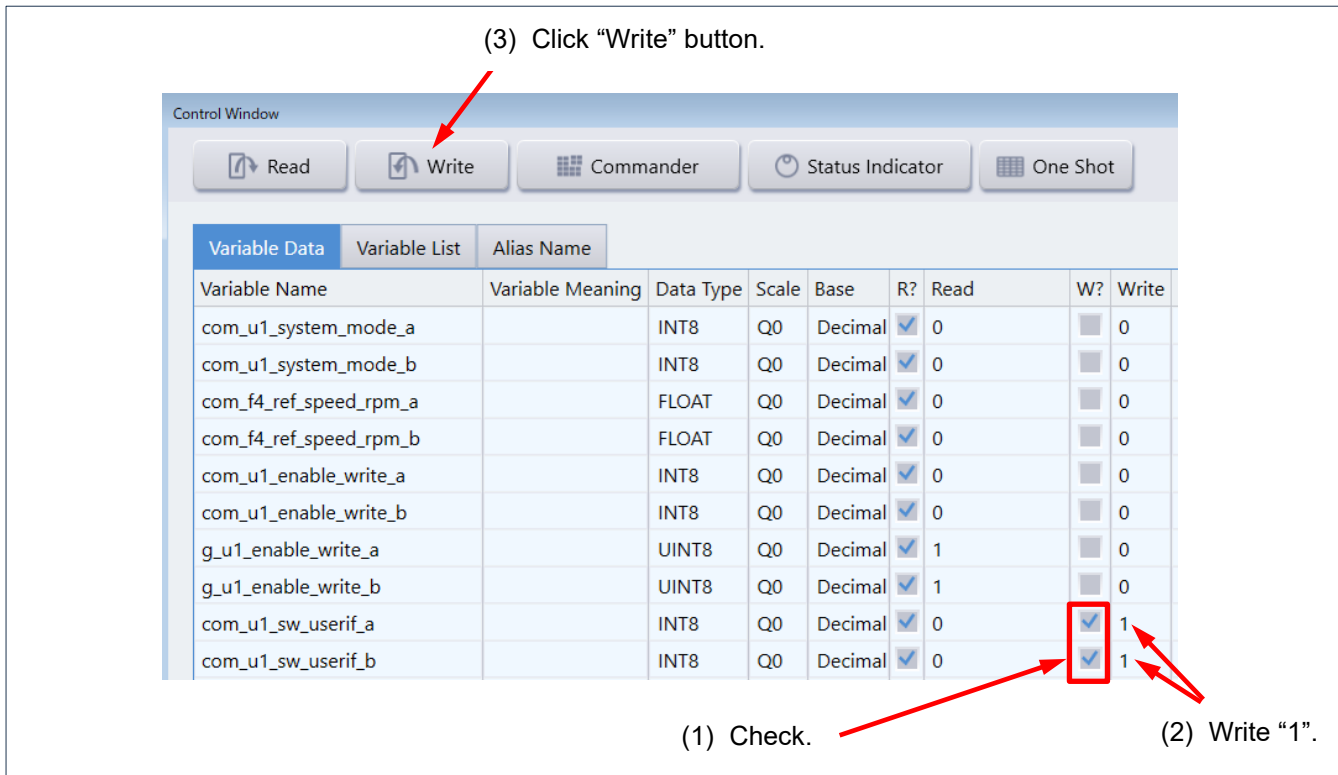 (3) Click “Write” button.
Control Window
Read Write Commander Status Indicator One Shot
Variable Data Variable List Alias Name
Variable Name Variable Meaning Data Type Scale Base R? Read W? Write
com_u1_system_mode_a INT8 Q0 Decimal 0 0
com_u1_system_mode_b INT8 Q0 Decimal 0 0
com_f4_ref_speed_rpm_a FLOAT Q0 Decimal 0 0
com_f4_ref_speed_rpm_b FLOAT Q0 Decimal 0 0
com_u1_enable_write_a INT8 Q0 Decimal 0 0
com_u1_enable_write_b INT8 Q0 Decimal 0 0
g_u1_enable_write_a UINT8 Q0 Decimal 1 0
g_u1_enable_write_b UINT8 Q0 Decimal 1 0
com_u1_sw_userif_a INT8 Q0 Decimal 0 1
com_u1_sw_userif_b INT8 Q0 Decimal 0 1
(1) Check.
(2) Write “1”.